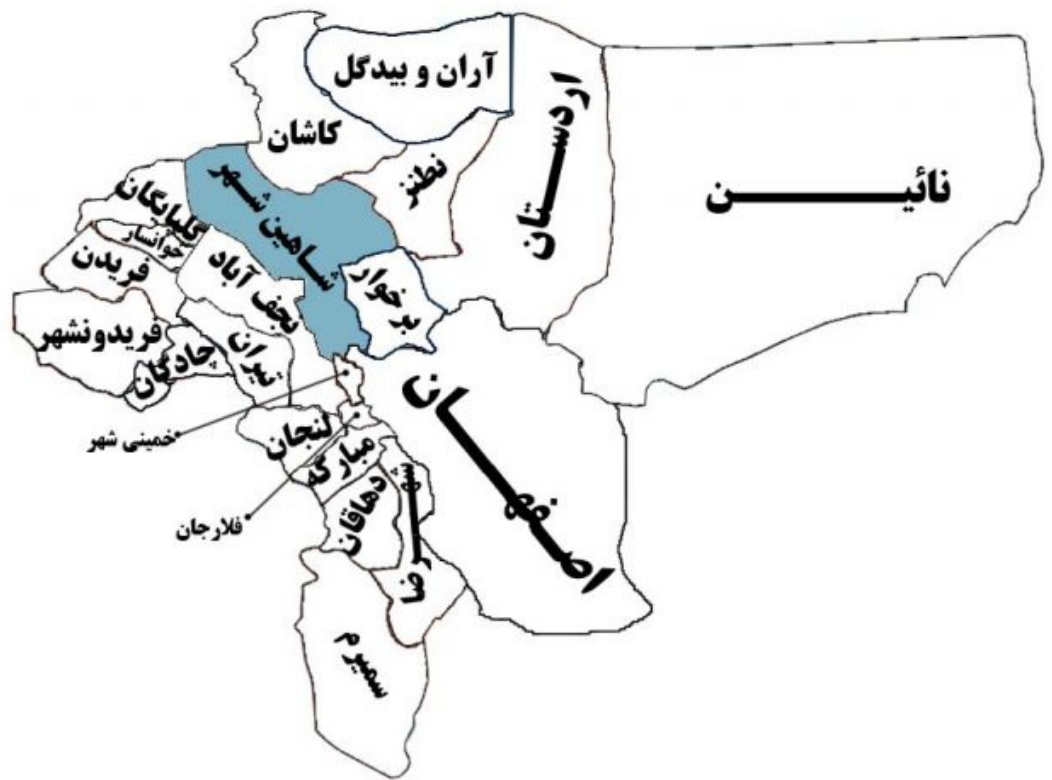 آران و بیدگل
کاشان
اردستان
نطنز
نائین
شاهین شهر
گلپایگان
خوانسار
فریدن
نجف آباد
برخوار
فریدونشهر
چادگان
تیران
اصفهان
خمینی شهر
لنجان
مبارکه
شهرضا
دهاقان
فلارجان
سمیرم